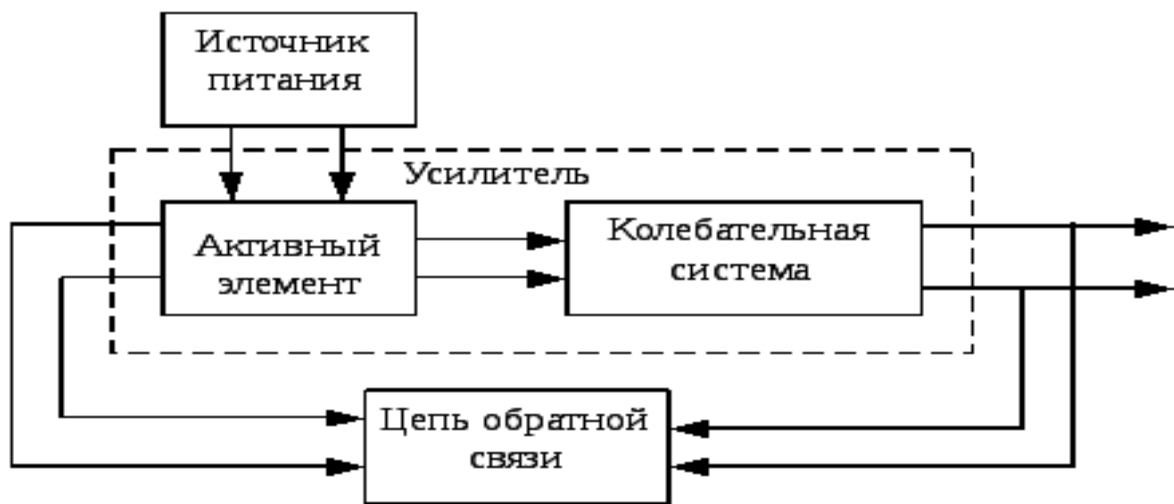 Источник
питания
Усилитель
Активный
элемент
Колебательная
система
Цепь обратной
связи